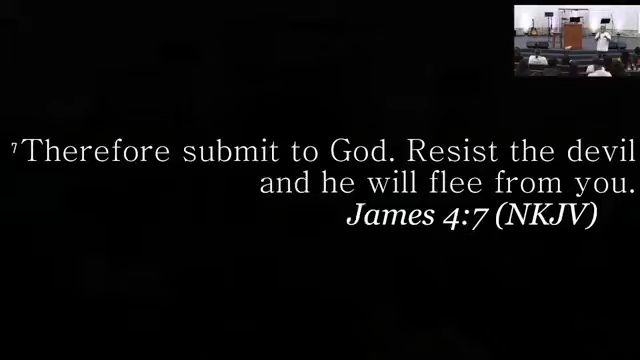 ⁷Therefore submit to God. Resist the devil
and he will flee from you.
James 4:7 (NKJV)